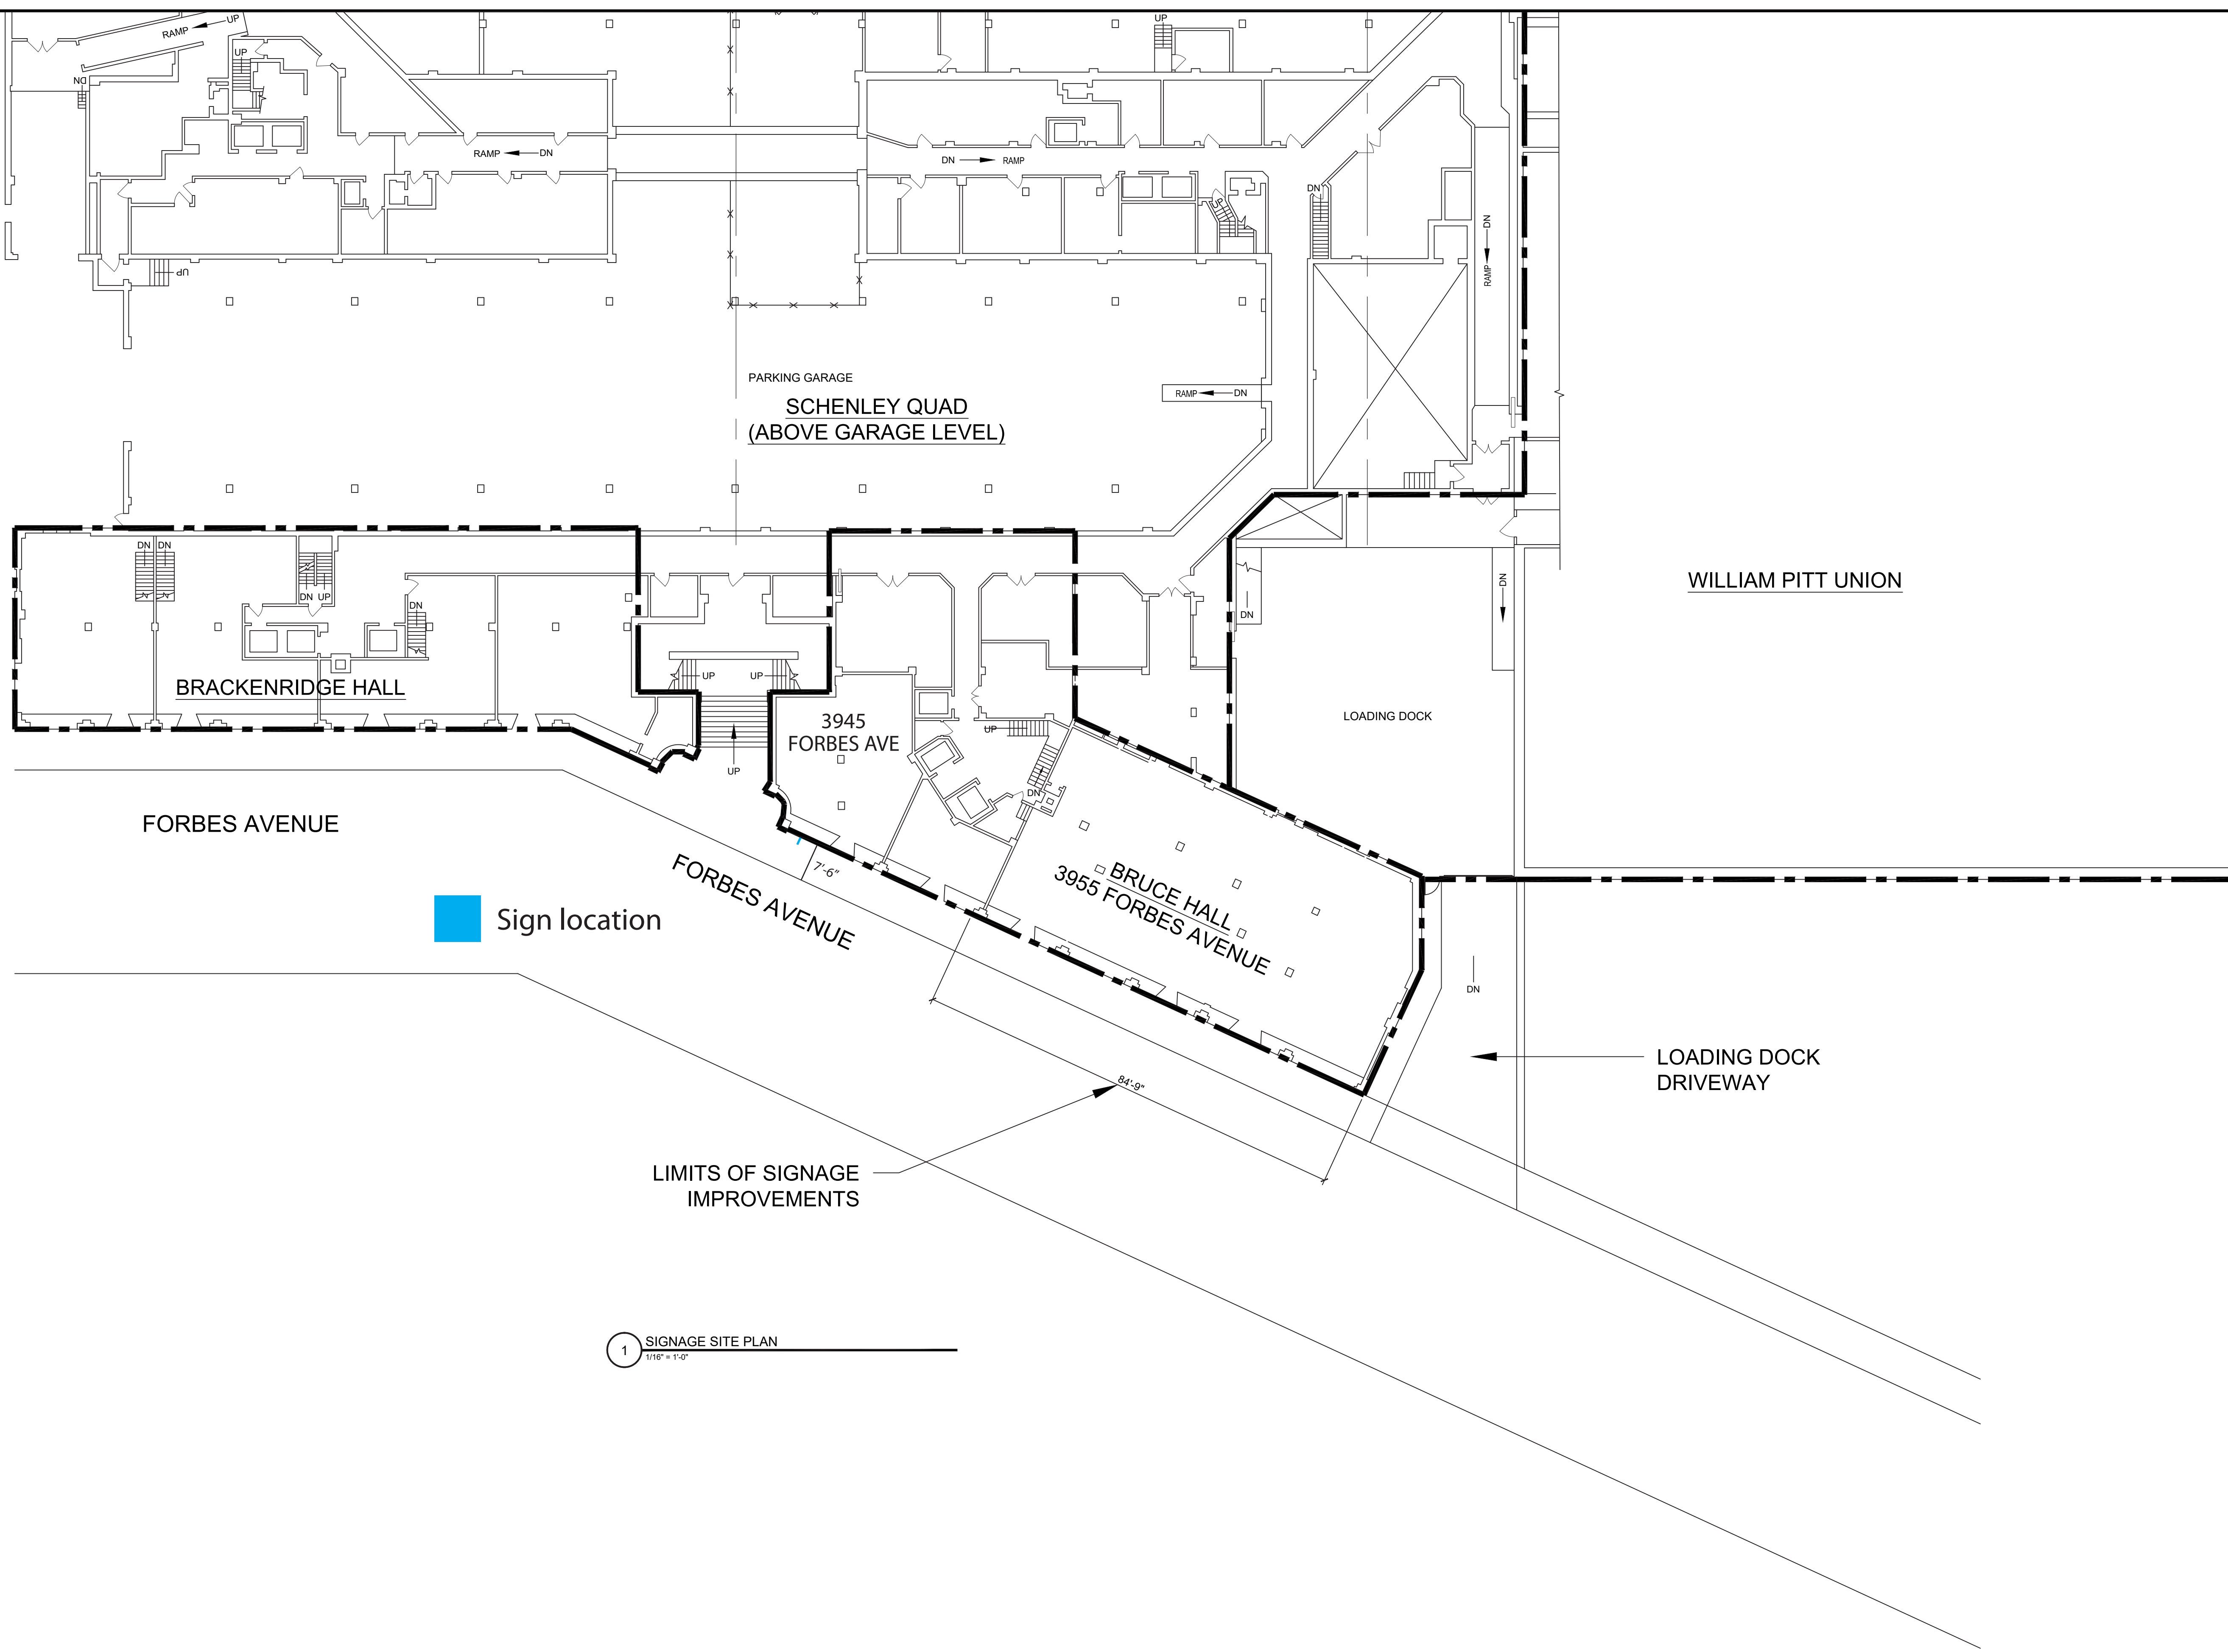 UP
RAMP
UP
DN
UP
RAMP
DN
DN
RAMP
DN
UP
DN
RAMP
UP
PARKING GARAGE
SCHENLEY QUAD
(ABOVE GARAGE LEVEL)
RAMP
DN
DN
DN
DN
UP
DN
DN
DN
WILLIAM PITT UNION
BRACKENRIDGE HALL
UP
UP
3945
FORBES AVE
UP
UP
LOADING DOCK
DN
FORBES AVENUE
7'-6"
FORBES AVENUE
BRUCE HALL
3955 FORBES AVENUE
Sign location
DN
84'-9"
LOADING DOCK
DRIVEWAY
LIMITS OF SIGNAGE
IMPROVEMENTS
1
SIGNAGE SITE PLAN
1/16" = 1'-0"